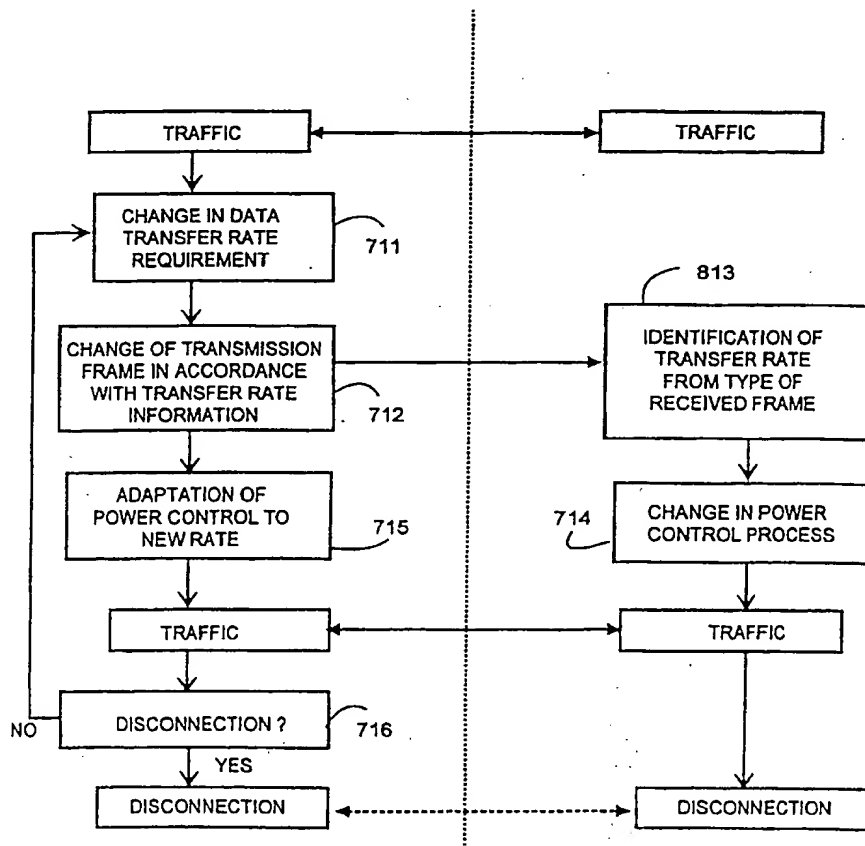 TRAFFIC
TRAFFIC
CHANGE IN DATA
TRANSFER RATE
REQUIREMENT
711
813
CHANGE OF TRANSMISSION
FRAME IN ACCORDANCE
WITH TRANSFER RATE
INFORMATION
712
IDENTIFICATION OF
TRANSFER RATE
FROM TYPE OF
RECEIVED FRAME
ADAPTATION OF
POWER CONTROL TO
NEW RATE
715
714
CHANGE IN POWER
CONTROL PROCESS
TRAFFIC
TRAFFIC
NO
DISCONNECTION ?
716
YES
DISCONNECTION
DISCONNECTION